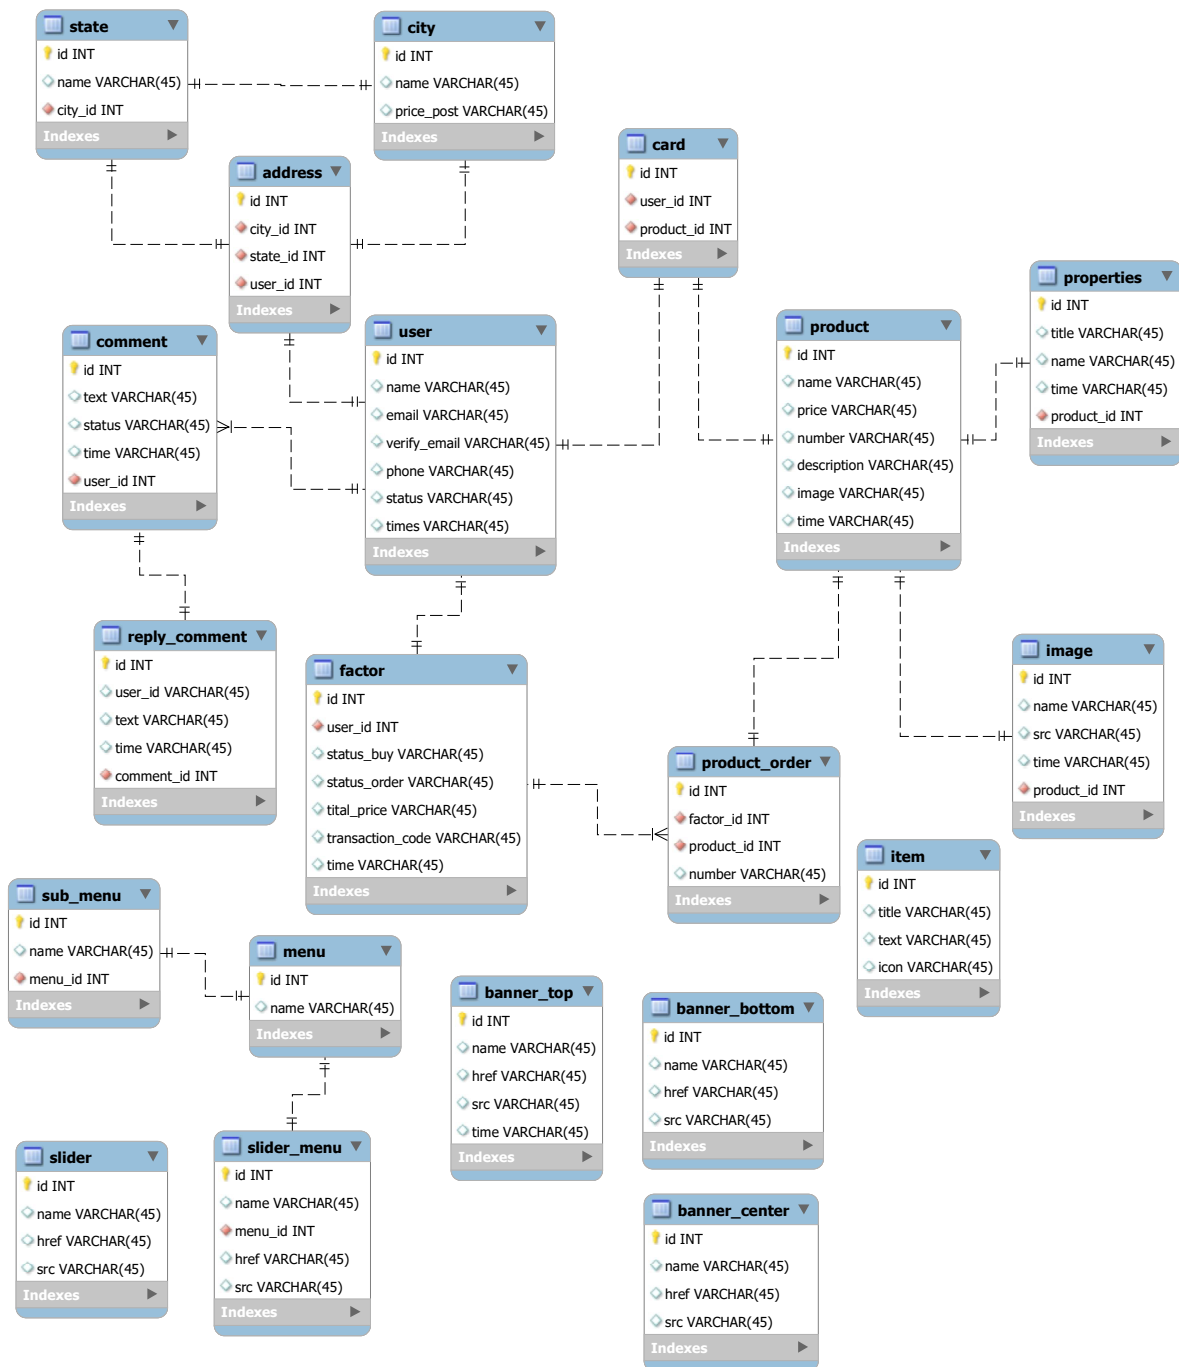 state
id INT
name VARCHAR(45)
city_id INT
Indexes
city
id INT
name VARCHAR(45)
price_post VARCHAR(45)
Indexes
card
id INT
user_id INT
product_id INT
Indexes
address
id INT
city_id INT
state_id INT
user_id INT
Indexes
properties
id INT
title VARCHAR(45)
name VARCHAR(45)
time VARCHAR(45)
product_id INT
Indexes
comment
id INT
text VARCHAR(45)
status VARCHAR(45)
time VARCHAR(45)
user_id INT
Indexes
user
id INT
name VARCHAR(45)
email VARCHAR(45)
verify_email VARCHAR(45)
phone VARCHAR(45)
status VARCHAR(45)
times VARCHAR(45)
Indexes
product
id INT
name VARCHAR(45)
price VARCHAR(45)
number VARCHAR(45)
description VARCHAR(45)
image VARCHAR(45)
time VARCHAR(45)
Indexes
reply_comment
id INT
user_id VARCHAR(45)
text VARCHAR(45)
time VARCHAR(45)
comment_id INT
Indexes
factor
id INT
user_id INT
status_buy VARCHAR(45)
status_order VARCHAR(45)
tital_price VARCHAR(45)
transaction_code VARCHAR(45)
time VARCHAR(45)
Indexes
image
id INT
name VARCHAR(45)
src VARCHAR(45)
time VARCHAR(45)
product_id INT
Indexes
product_order
id INT
factor_id INT
product_id INT
number VARCHAR(45)
Indexes
item
id INT
title VARCHAR(45)
text VARCHAR(45)
icon VARCHAR(45)
Indexes
sub_menu
id INT
name VARCHAR(45)
menu_id INT
Indexes
menu
id INT
name VARCHAR(45)
Indexes
banner_top
id INT
name VARCHAR(45)
href VARCHAR(45)
src VARCHAR(45)
time VARCHAR(45)
Indexes
banner_bottom
id INT
name VARCHAR(45)
href VARCHAR(45)
src VARCHAR(45)
Indexes
slider
id INT
name VARCHAR(45)
href VARCHAR(45)
src VARCHAR(45)
Indexes
slider_menu
id INT
name VARCHAR(45)
menu_id INT
href VARCHAR(45)
src VARCHAR(45)
Indexes
banner_center
id INT
name VARCHAR(45)
href VARCHAR(45)
src VARCHAR(45)
Indexes